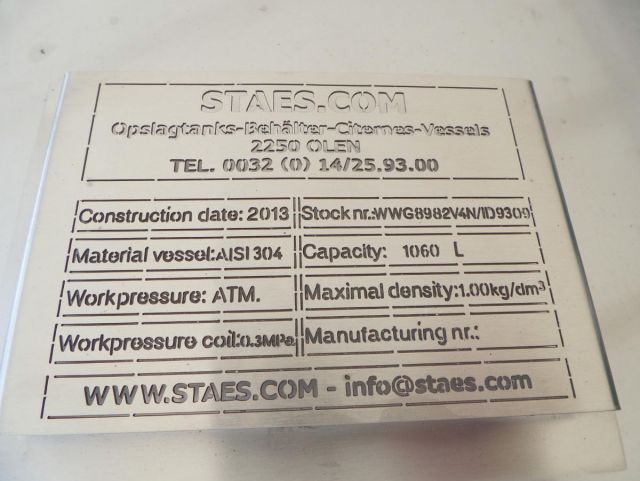 STAES.COM
Opslagtanks-Behälter-Citernes-Vessels
2250 OLEN
TEL. 0032 (0) 14/25.93.00
Construction date: 2013 Stock nr.:WWG8982V4N/ID9309
Material vessel:AISI 304 Capacity: 1060 L
Workpressure: ATM. Maximal density:1.00kg/dm³
Workpressure coil:0.3MPa Manufacturing nr.:
WWW.STAES.COM - info@staes.com